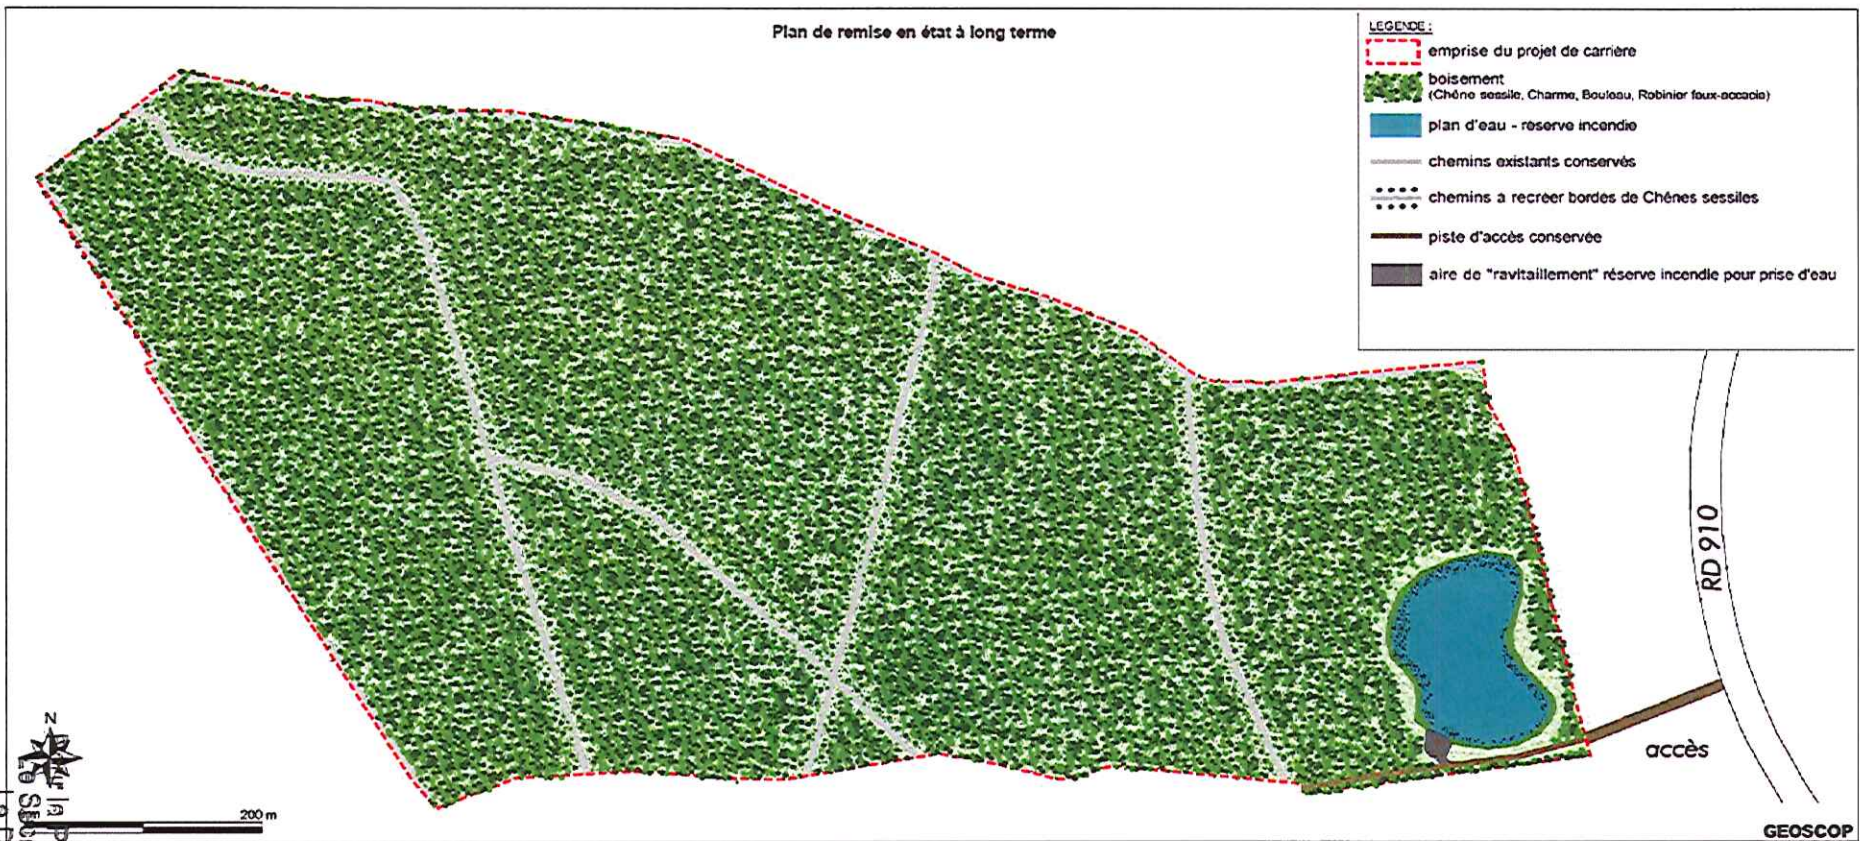 Plan de remise en état à long terme
LEGENDE :
emprise du projet de carrière
boisement
(Chêne sessile, Charme, Bouleau, Robinier faux-accacia)
plan d'eau - réserve incendie
chemins existants conservés
chemins a recréer bordés de Chênes sessiles
piste d'accès conservée
aire de "ravitaillement" réserve incendie pour prise d'eau
RD 910
accès
N
200 m
GEOSCOP